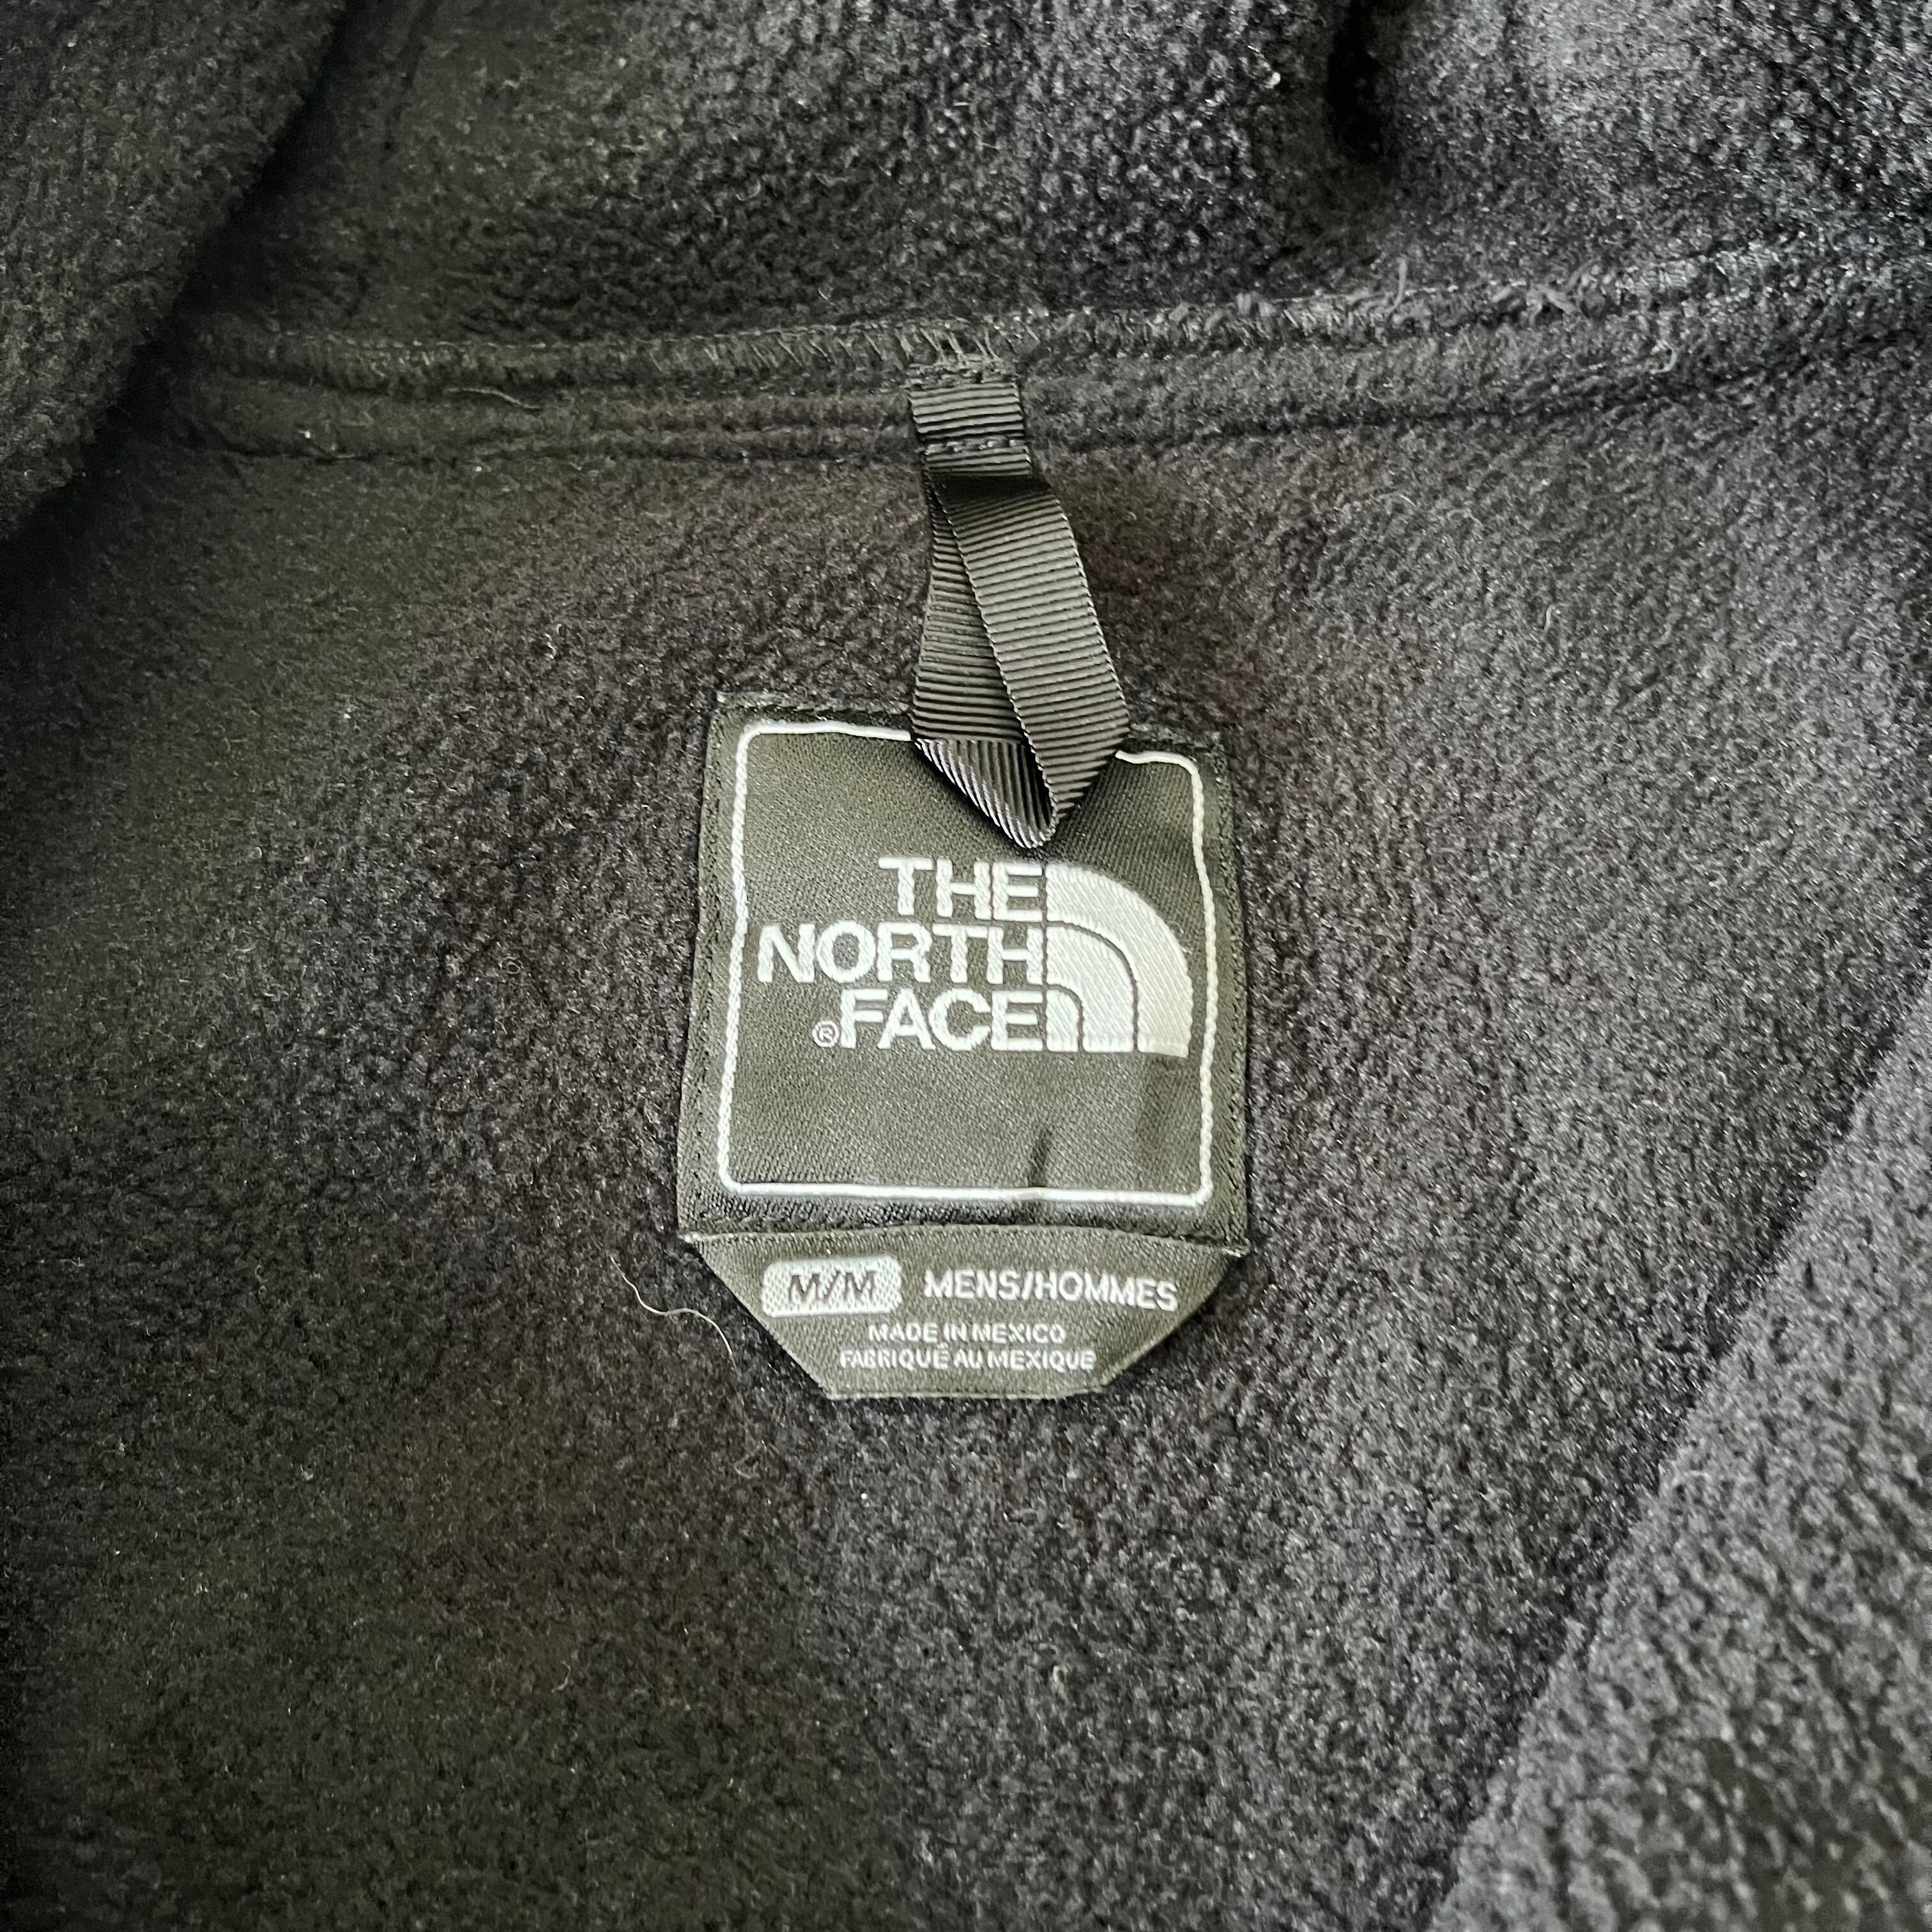 THE
NORTH
®FACE
M/M MENS/HOMMES
MADE IN MEXICO
FABRIQUÉ AU MEXIQUE